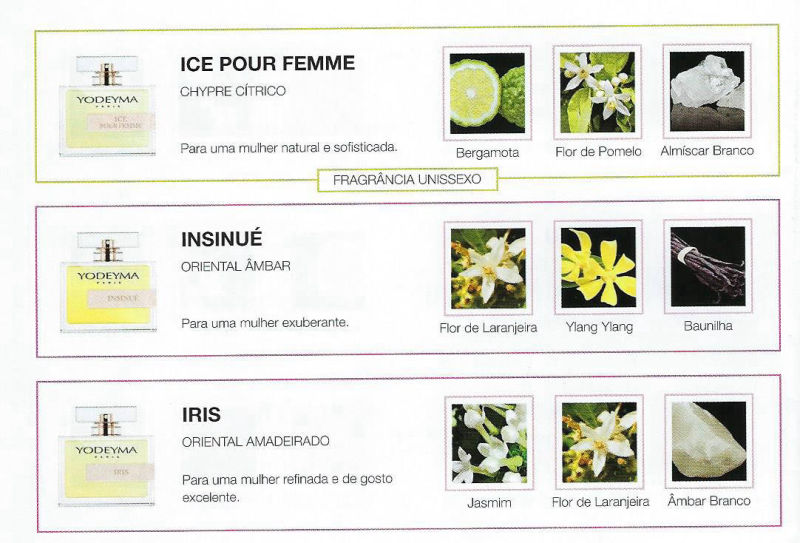 ICE POUR FEMME
CHYPRE CÍTRICO
Para uma mulher natural e sofisticada.
YODEYMA
PARIS
ICE
POUR FEMME
Bergamota
Flor de Pomelo
Almíscar Branco
FRAGRÂNCIA UNISSEXO
INSINUÉ
ORIENTAL ÂMBAR
Para uma mulher exuberante.
YODEYMA
PARIS
INSINUÉ
Flor de Laranjeira
Ylang Ylang
Baunilha
IRIS
ORIENTAL AMADEIRADO
Para uma mulher refinada e de gosto
excelente.
YODEYMA
PARIS
IRIS
Jasmim
Flor de Laranjeira
Âmbar Branco